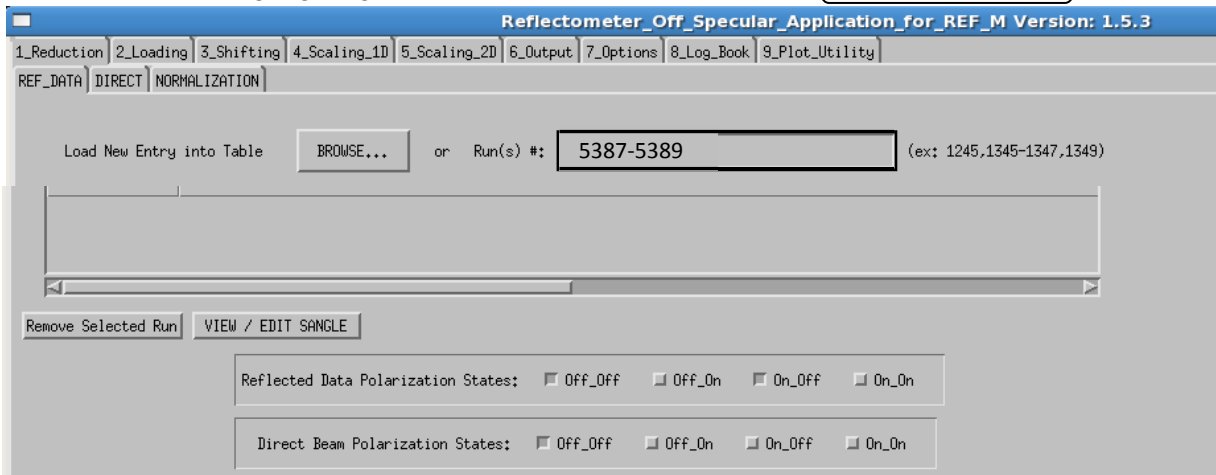 Reflectometer_Off_Specular_Application_for_REF_M Version: 1.5.3
1_Reduction 2_Loading 3_Shifting 4_Scaling_1D 5_Scaling_2D 6_Output 7_Options 8_Log_Book 9_Plot_Utility
REF_DATA DIRECT NORMALIZATION
Load New Entry into Table BROWSE... or Run(s) #: 5387-5389 (ex: 1245,1345-1347,1349)
Remove Selected Run VIEW / EDIT SANGLE
Reflected Data Polarization States: Off_Off Off_On On_Off On_On
Direct Beam Polarization States: Off_Off Off_On On_Off On_On